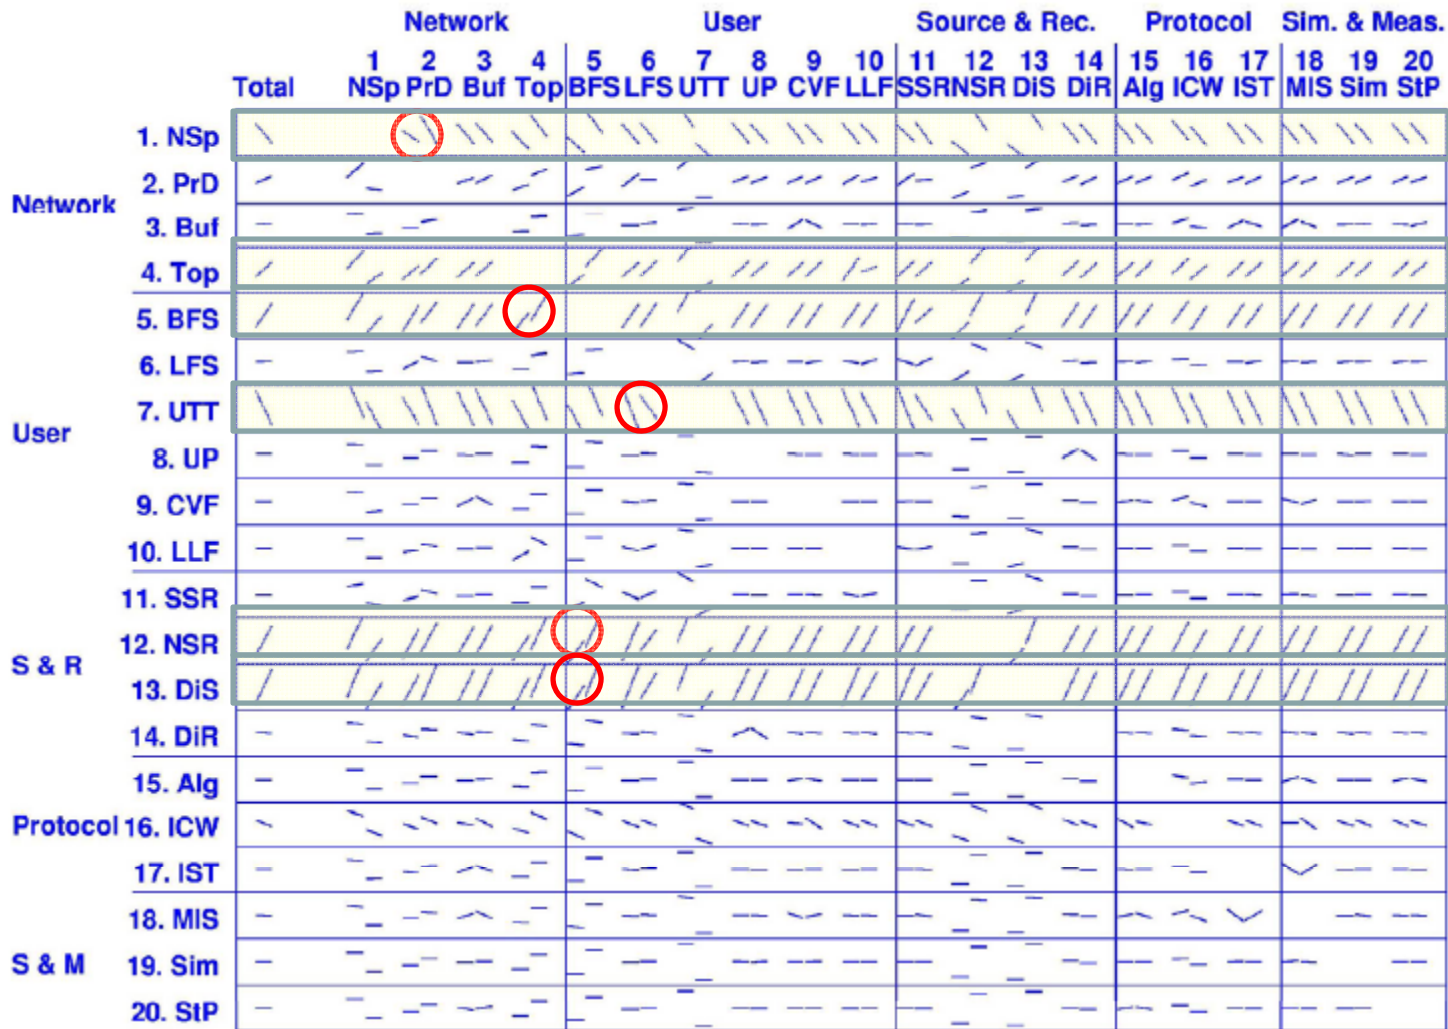 Network User Source & Rec. Protocol Sim. & Meas.
1 2 3 4 5 6 7 8 9 10 11 12 13 14 15 16 17 18 19 20
Total NSp PrD Buf Top BFS LFS UTT UP CVF LLF SSR NSR DiS DiR Alg ICW IST MIS Sim StP
1. NSp
2. PrD
Network
3. Buf
4. Top
5. BFS
6. LFS
7. UTT
User
8. UP
9. CVF
10. LLF
11. SSR
12. NSR
S & R
13. DiS
14. DiR
15. Alg
Protocol 16. ICW
17. IST
18. MIS
S & M 19. Sim
20. StP